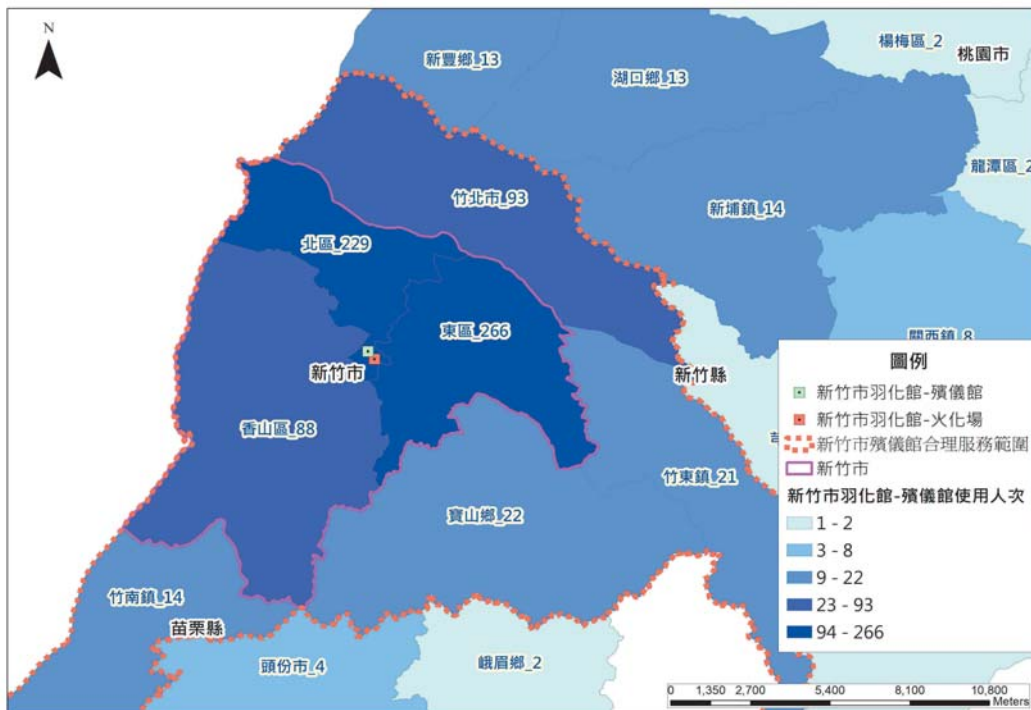 N
新豐鄉_13
湖口鄉_13
楊梅區_2
桃園市
龍潭區_2
竹北市_93
新埔鎮_14
北區_229
東區_266
關西鎮_8
新竹市
新竹縣
香山區_88
竹東鎮_21
寶山鄉_22
竹南鎮_14
苗栗縣
頭份市_4
峨眉鄉_2
圖例
新竹市羽化館-殯儀館
新竹市羽化館-火化場
新竹市殯儀館合理服務範圍
新竹市
新竹市羽化館-殯儀館使用人次
1 - 2
3 - 8
9 - 22
23 - 93
94 - 266
0 1,350 2,700 5,400 8,100 10,800
Meters